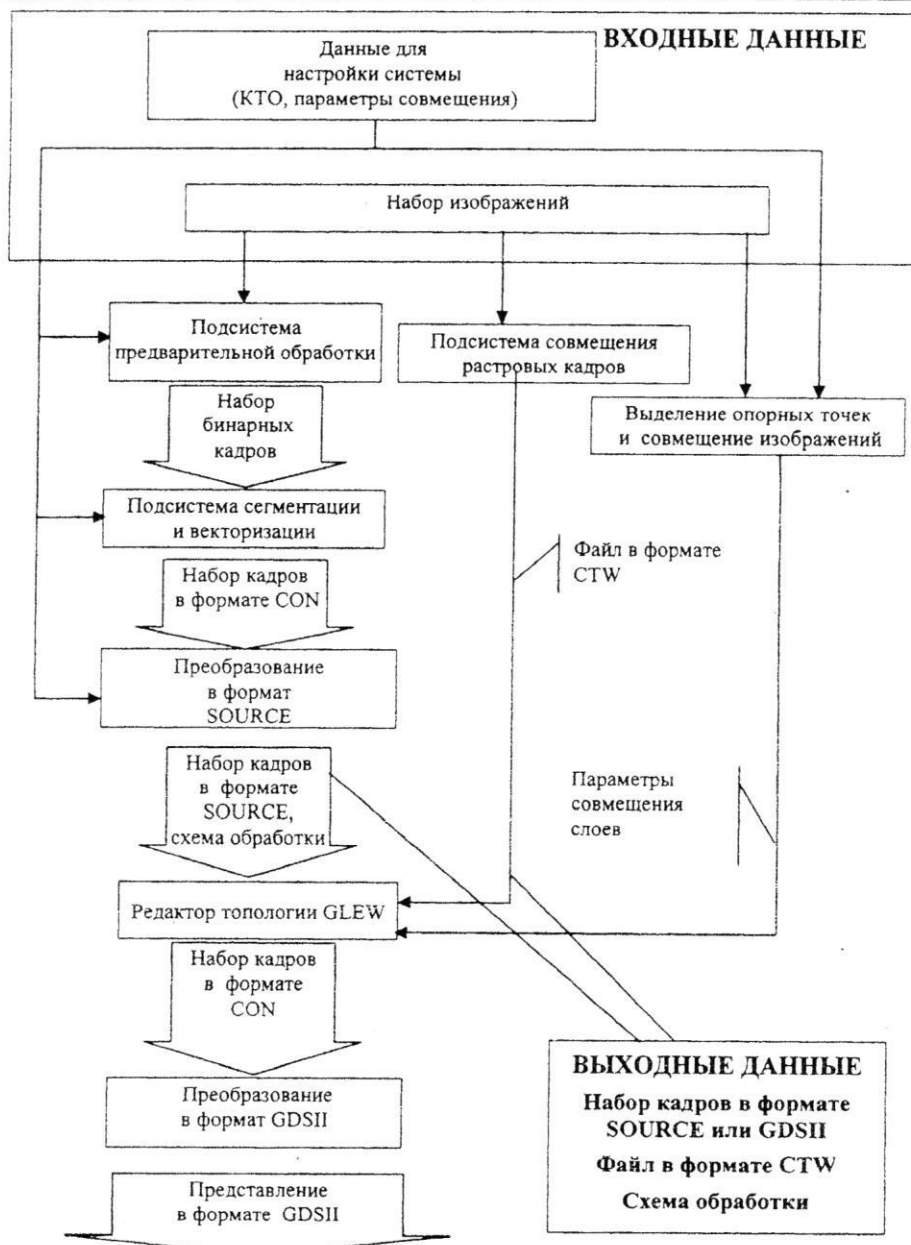 ВХОДНЫЕ ДАННЫЕ
Данные для
настройки системы
(КТО, параметры совмещения)
Набор изображений
Подсистема
предварительной обработки
Подсистема совмещения
растровых кадров
Выделение опорных точек
и совмещение изображений
Набор
бинарных
кадров
Подсистема сегментации
и векторизации
Файл в формате
CTW
Набор кадров
в формате CON
Преобразование
в формат
SOURCE
Набор кадров
в формате
SOURCE,
схема обработки
Параметры
совмещения
слоев
Редактор топологии GLEW
Набор кадров
в формате
CON
Преобразование
в формат GDSII
Представление
в формате GDSII
ВЫХОДНЫЕ ДАННЫЕ
Набор кадров в формате
SOURCE или GDSII
Файл в формате CTW
Схема обработки